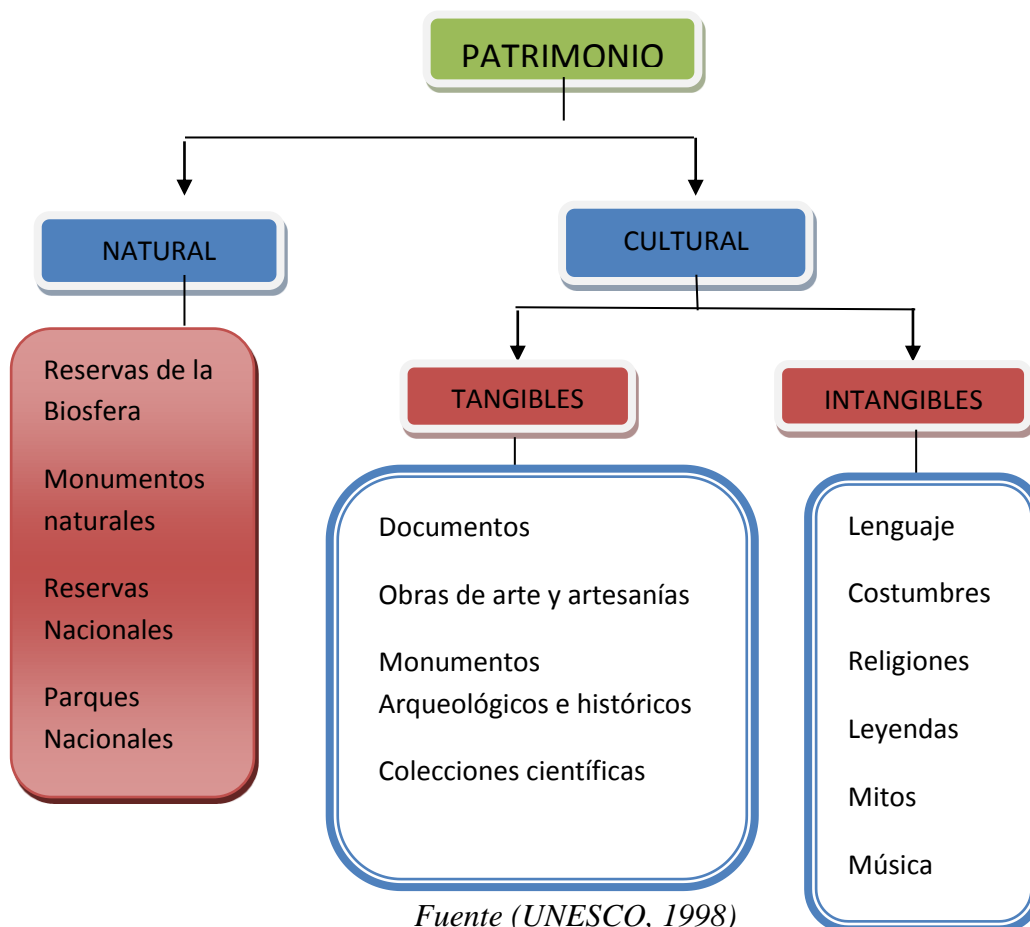 PATRIMONIO
NATURAL
CULTURAL
Reservas de la
Biosfera
Monumentos
naturales
Reservas
Nacionales
Parques
Nacionales
TANGIBLES
INTANGIBLES
Documentos
Obras de arte y artesanías
Monumentos
Arqueológicos e históricos
Colecciones científicas
Lenguaje
Costumbres
Religiones
Leyendas
Mitos
Música
Fuente (UNESCO, 1998)